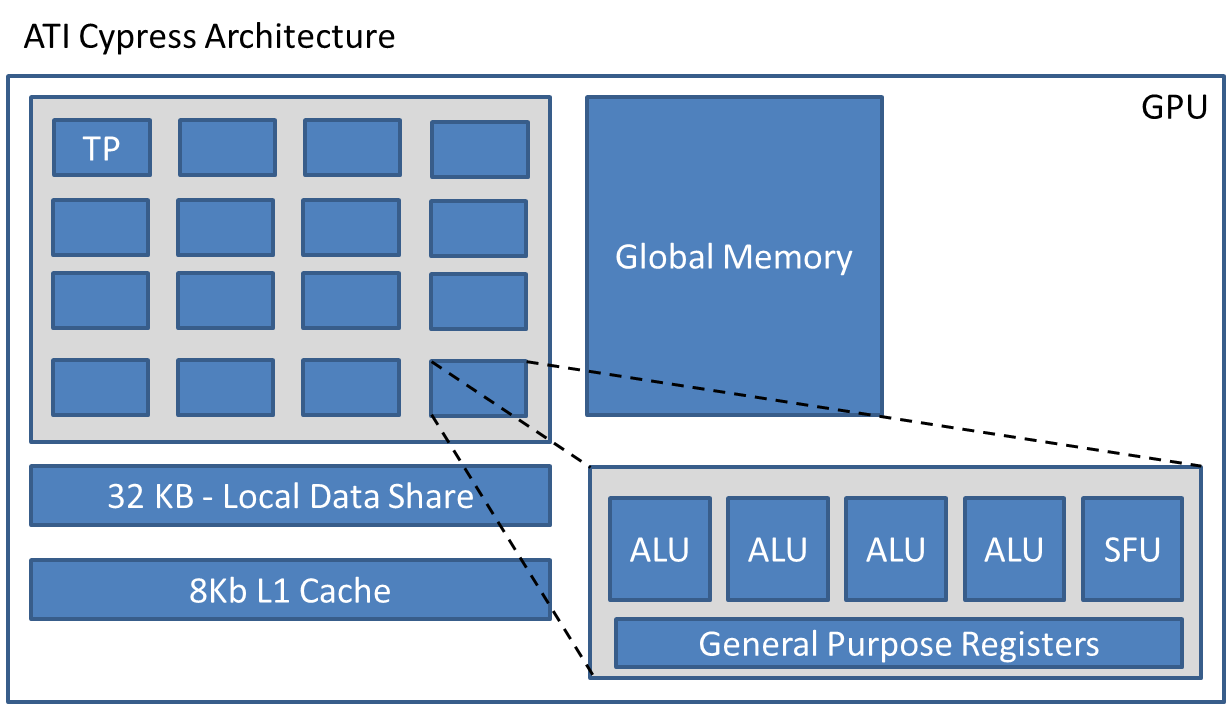 ATI Cypress Architecture
GPU
TP
Global Memory
32 KB - Local Data Share
8Kb L1 Cache
ALU ALU ALU ALU SFU
General Purpose Registers